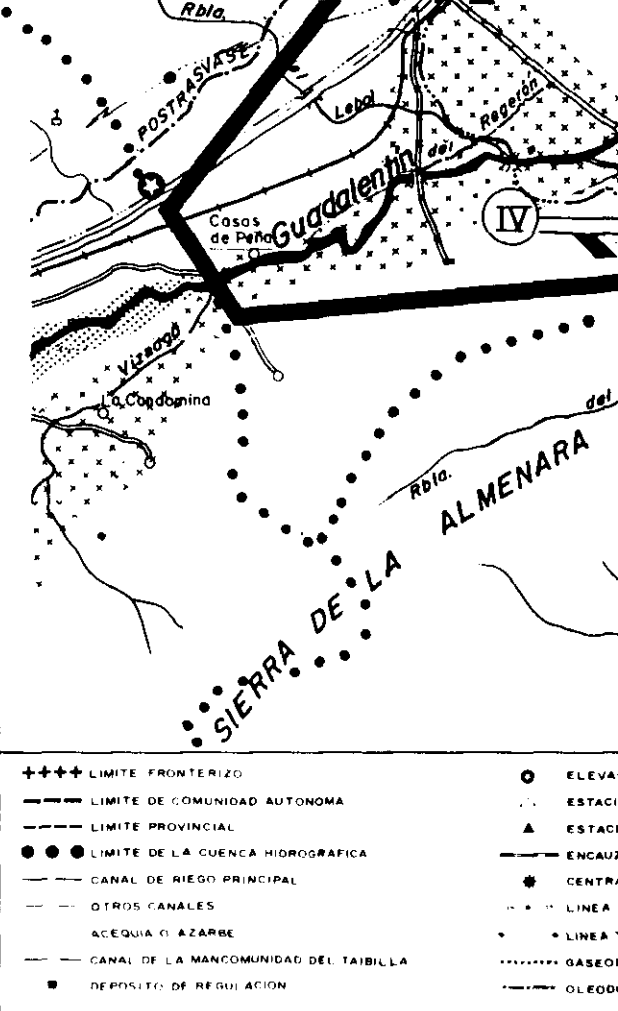 Rbla.
POSTRASVASE
Lebol
del Regerón
Guadalentín
IV
Casas
de Peña
Viznaga
La Condomina
del
Rbla.
SIERRA DE LA ALMENARA
++++ LIMITE FRONTERIZO
LIMITE DE COMUNIDAD AUTONOMA
LIMITE PROVINCIAL
LIMITE DE LA CUENCA HIDROGRAFICA
CANAL DE RIEGO PRINCIPAL
OTROS CANALES
ACEQUIA O AZARBE
CANAL DE LA MANCOMUNIDAD DEL TAIBILLA
DEPOSITO DE REGULACION
ELEVA
ESTACI
ESTACI
ENCAUZ
CENTRA
LINEA
LINEA
GASEOD
OLEODU